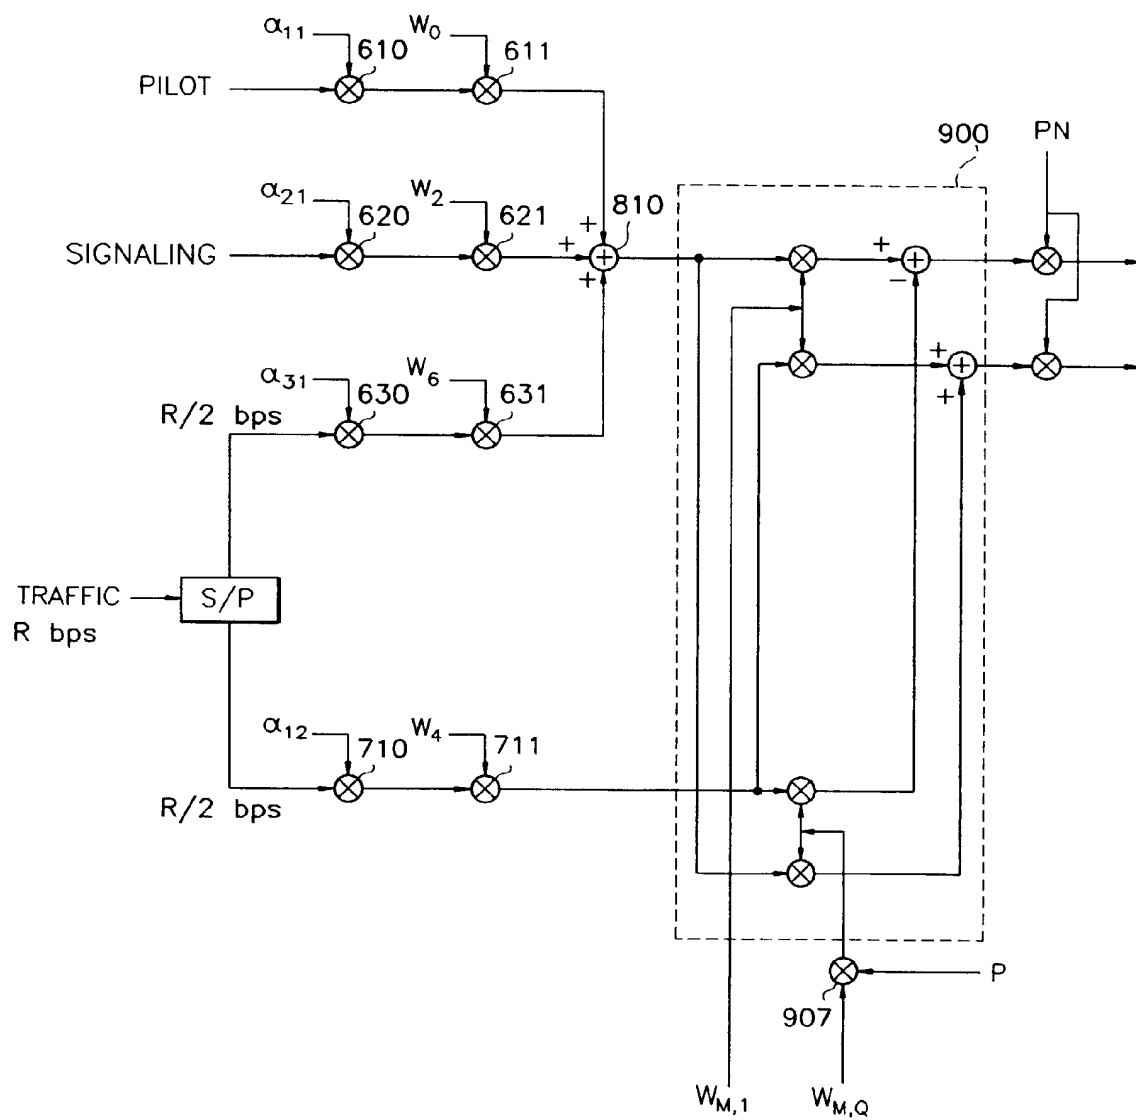 α11
W0
610
611
PILOT
900
PN
α21
W2
620
621
+
810
SIGNALING
+
+
+
−
α31
W6
R/2 bps
630
631
+
+
TRAFFIC
S/P
R bps
α12
W4
710
711
R/2 bps
P
907
WM,1
WM,Q